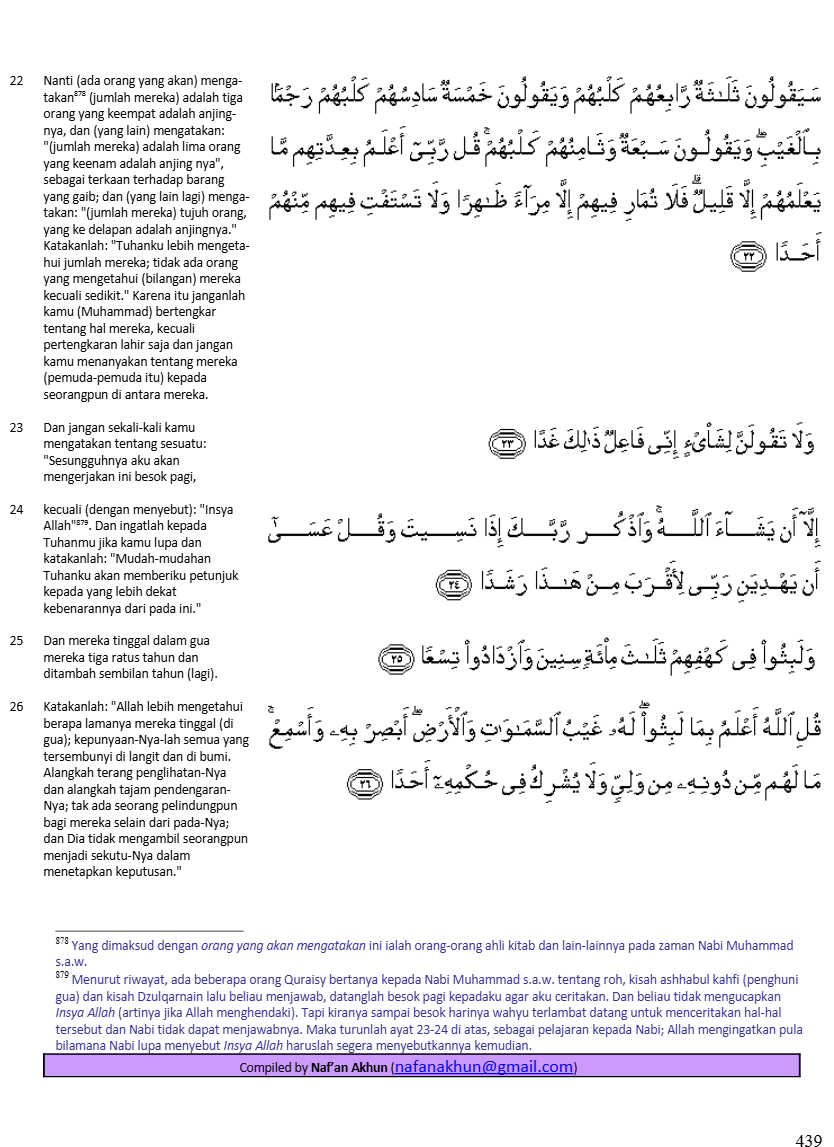 22 Nanti (ada orang yang akan) menga-
takan⁸⁷⁸ (jumlah mereka) adalah tiga
orang yang keempat adalah anjing-
nya, dan (yang lain) mengatakan:
"(jumlah mereka) adalah lima orang
yang keenam adalah anjing nya",
sebagai terkaan terhadap barang
yang gaib; dan (yang lain lagi) menga-
takan: "(jumlah mereka) tujuh orang,
yang ke delapan adalah anjingnya."
Katakanlah: "Tuhanku lebih mengeta-
hui jumlah mereka; tidak ada orang
yang mengetahui (bilangan) mereka
kecuali sedikit." Karena itu janganlah
kamu (Muhammad) bertengkar
tentang hal mereka, kecuali
pertengkaran lahir saja dan jangan
kamu menanyakan tentang mereka
(pemuda-pemuda itu) kepada
seorangpun di antara mereka.
سَيَقُولُونَ ثَلَـٰثَةٌ رَّابِعُهُمْ كَلْبُهُمْ وَيَقُولُونَ خَمْسَةٌ سَادِسُهُمْ كَلْبُهُمْ رَجْمًۢا
بِٱلْغَيْبِ ۖ وَيَقُولُونَ سَبْعَةٌ وَثَامِنُهُمْ كَلْبُهُمْ ۚ قُل رَّبِّىٓ أَعْلَمُ بِعِدَّتِهِم مَّا
يَعْلَمُهُمْ إِلَّا قَلِيلٌ ۗ فَلَا تُمَارِ فِيهِمْ إِلَّا مِرَآءً ظَـٰهِرًا وَلَا تَسْتَفْتِ فِيهِم مِّنْهُمْ
أَحَدًا ٢٢
23 Dan jangan sekali-kali kamu
mengatakan tentang sesuatu:
"Sesungguhnya aku akan
mengerjakan ini besok pagi,
وَلَا تَقُولَنَّ لِشَا۟ىْءٍ إِنِّى فَاعِلٌ ذَٰلِكَ غَدًا ٢٣
24 kecuali (dengan menyebut): "Insya
Allah"⁸⁷⁹. Dan ingatlah kepada
Tuhanmu jika kamu lupa dan
katakanlah: "Mudah-mudahan
Tuhanku akan memberiku petunjuk
kepada yang lebih dekat
kebenarannya dari pada ini."
إِلَّآ أَن يَشَآءَ ٱللَّهُ ۚ وَٱذْكُر رَّبَّكَ إِذَا نَسِيتَ وَقُلْ عَسَىٰٓ
أَن يَهْدِيَنِ رَبِّى لِأَقْرَبَ مِنْ هَـٰذَا رَشَدًا ٢٤
25 Dan mereka tinggal dalam gua
mereka tiga ratus tahun dan
ditambah sembilan tahun (lagi).
وَلَبِثُوا۟ فِى كَهْفِهِمْ ثَلَـٰثَ مِا۟ئَةٍ سِنِينَ وَٱزْدَادُوا۟ تِسْعًا ٢٥
26 Katakanlah: "Allah lebih mengetahui
berapa lamanya mereka tinggal (di
gua); kepunyaan-Nya-lah semua yang
tersembunyi di langit dan di bumi.
Alangkah terang penglihatan-Nya
dan alangkah tajam pendengaran-
Nya; tak ada seorang pelindungpun
bagi mereka selain dari pada-Nya;
dan Dia tidak mengambil seorangpun
menjadi sekutu-Nya dalam
menetapkan keputusan."
قُلِ ٱللَّهُ أَعْلَمُ بِمَا لَبِثُوا۟ ۖ لَهُۥ غَيْبُ ٱلسَّمَـٰوَٰتِ وَٱلْأَرْضِ ۖ أَبْصِرْ بِهِۦ وَأَسْمِعْ ۚ
مَا لَهُم مِّن دُونِهِۦ مِن وَلِىٍّ وَلَا يُشْرِكُ فِى حُكْمِهِۦٓ أَحَدًا ٢٦
⁸⁷⁸ Yang dimaksud dengan orang yang akan mengatakan ini ialah orang-orang ahli kitab dan lain-lainnya pada zaman Nabi Muhammad
s.a.w.
⁸⁷⁹ Menurut riwayat, ada beberapa orang Quraisy bertanya kepada Nabi Muhammad s.a.w. tentang roh, kisah ashhabul kahfi (penghuni
gua) dan kisah Dzulqarnain lalu beliau menjawab, datanglah besok pagi kepadaku agar aku ceritakan. Dan beliau tidak mengucapkan
Insya Allah (artinya jika Allah menghendaki). Tapi kiranya sampai besok harinya wahyu terlambat datang untuk menceritakan hal-hal
tersebut dan Nabi tidak dapat menjawabnya. Maka turunlah ayat 23-24 di atas, sebagai pelajaran kepada Nabi; Allah mengingatkan pula
bilamana Nabi lupa menyebut Insya Allah haruslah segera menyebutkannya kemudian.
Compiled by Naf'an Akhun (nafanakhun@gmail.com)
439